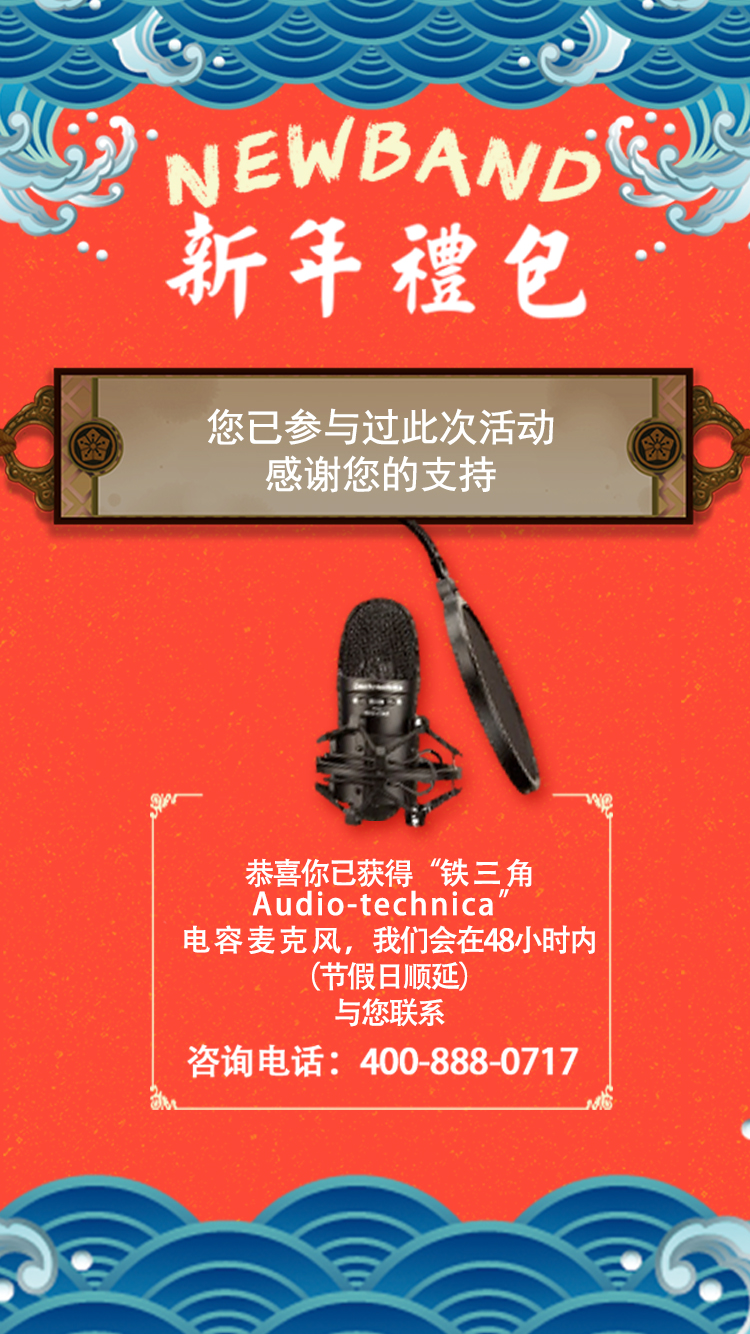 NEWBAND
新年禮包
您已参与过此次活动
感谢您的支持
恭喜你已获得“铁三角
Audio-technica”
电容麦克风，我们会在48小时内
(节假日顺延)
与您联系
咨询电话：400-888-0717